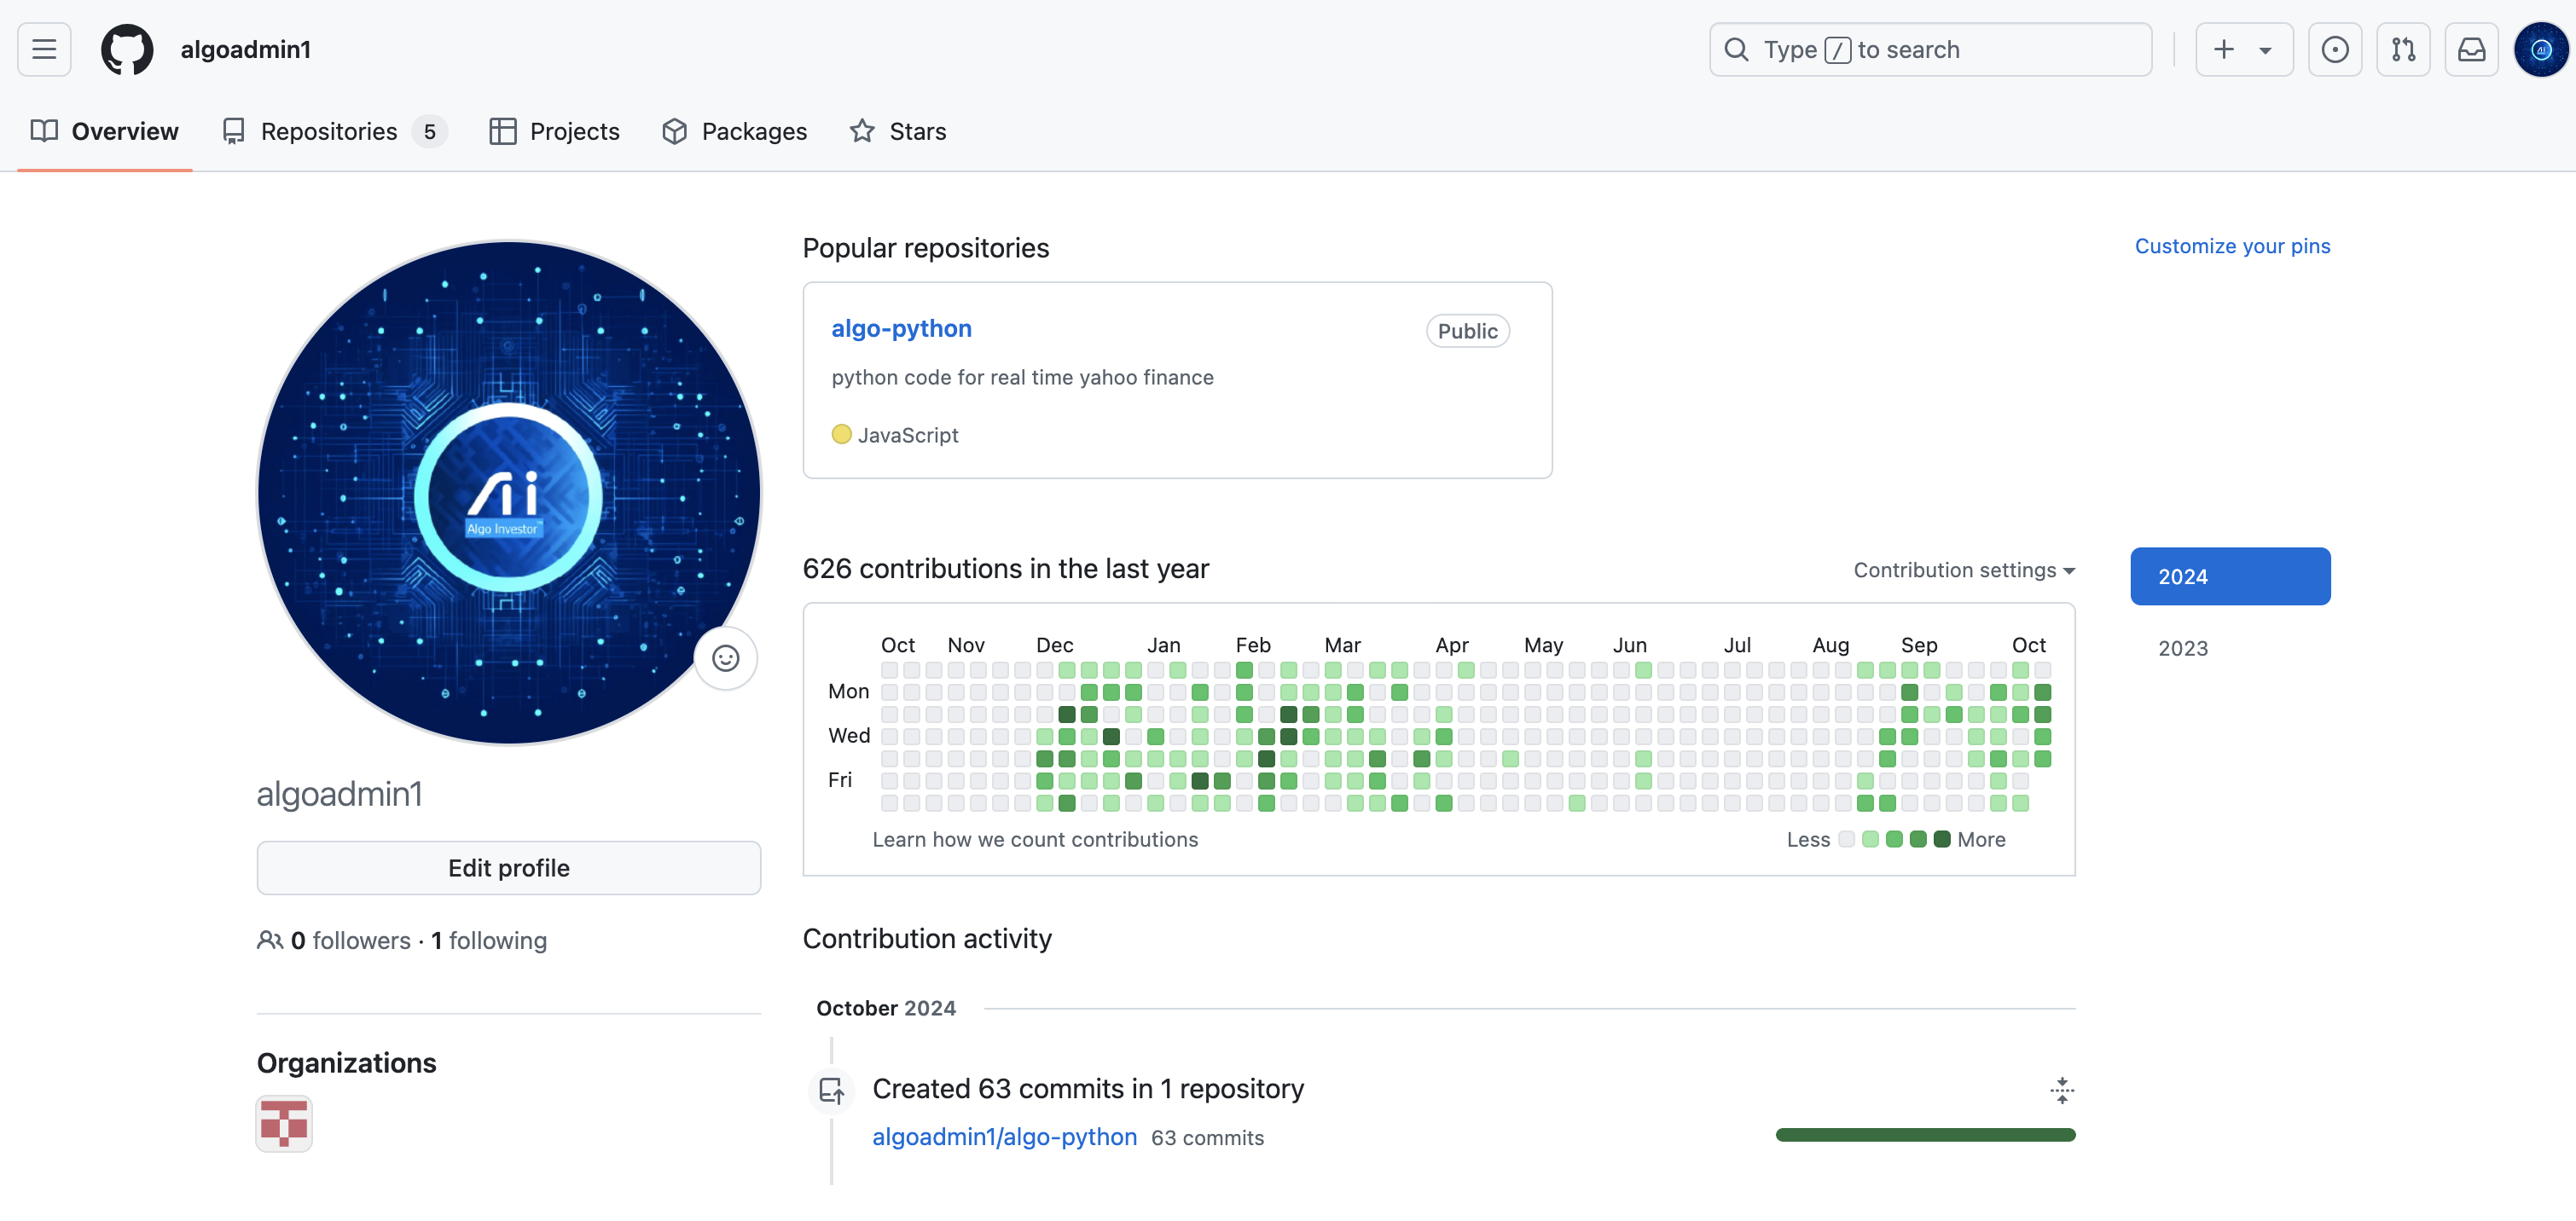 algoadmin1
Type / to search
Overview
Repositories 5
Projects
Packages
Stars
Ai
Algo Investor
algoadmin1
Edit profile
0 followers · 1 following
Organizations
Popular repositories
Customize your pins
algo-python
Public
python code for real time yahoo finance
JavaScript
626 contributions in the last year
Contribution settings
2024
2023
Oct Nov Dec Jan Feb Mar Apr May Jun Jul Aug Sep Oct
Mon
Wed
Fri
Learn how we count contributions
Less More
Contribution activity
October 2024
Created 63 commits in 1 repository
algoadmin1/algo-python 63 commits